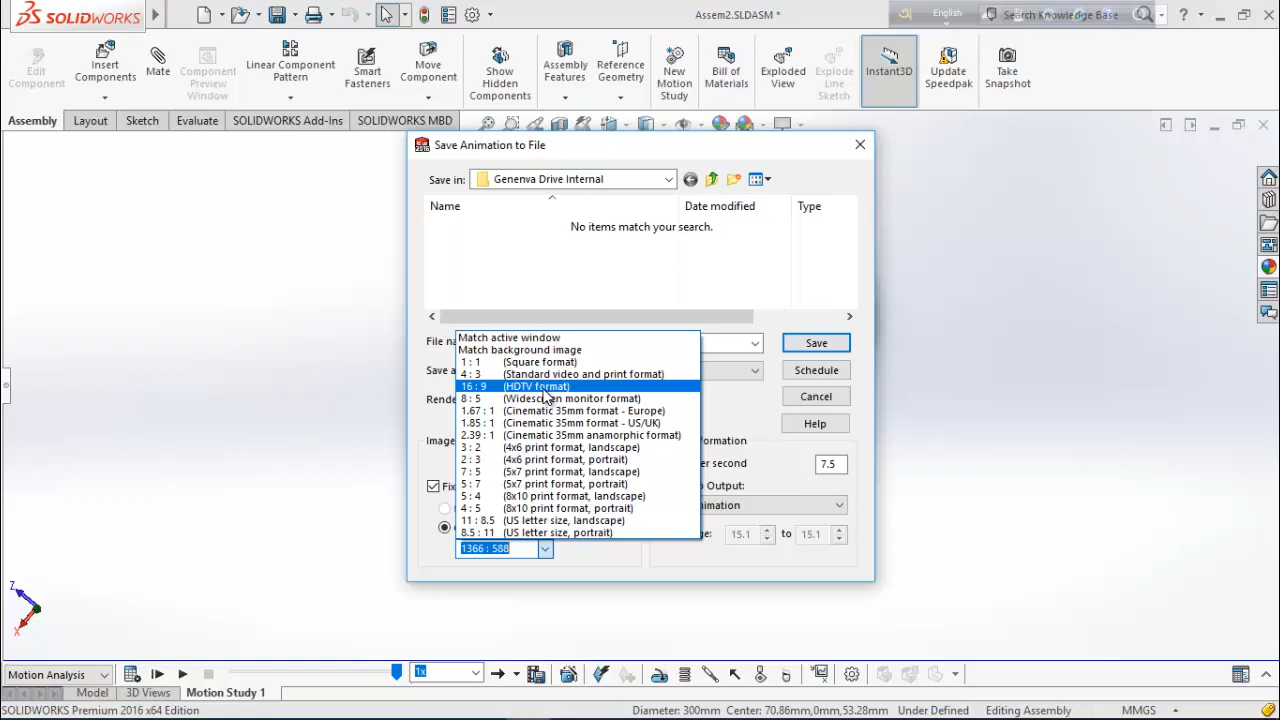 SOLIDWORKS
Assem2.SLDASM *
English
Search Knowledge Base
Edit Component
Insert Components
Mate
Component Preview Window
Linear Component Pattern
Smart Fasteners
Move Component
Show Hidden Components
Assembly Features
Reference Geometry
New Motion Study
Bill of Materials
Exploded View
Explode Line Sketch
Instant3D
Update Speedpak
Take Snapshot
Assembly
Layout
Sketch
Evaluate
SOLIDWORKS Add-Ins
SOLIDWORKS MBD
Save Animation to File
Save in:
Genenva Drive Internal
Name
Date modified
Type
No items match your search.
File na
Save
Save a
Schedule
Rende
Cancel
Help
Match active window
Match background image
1 : 1 (Square format)
4 : 3 (Standard video and print format)
16 : 9 (HDTV format)
8 : 5 (Widescreen monitor format)
1.67 : 1 (Cinematic 35mm format - Europe)
1.85 : 1 (Cinematic 35mm format - US/UK)
2.39 : 1 (Cinematic 35mm anamorphic format)
3 : 2 (4x6 print format, landscape)
2 : 3 (4x6 print format, portrait)
7 : 5 (5x7 print format, landscape)
5 : 7 (5x7 print format, portrait)
5 : 4 (8x10 print format, landscape)
4 : 5 (8x10 print format, portrait)
11 : 8.5 (US letter size, landscape)
8.5 : 11 (US letter size, portrait)
1366 : 588
Image
Fix
ormation
er second
7.5
o Output:
nimation
ge:
15.1
to
15.1
Z
X
Motion Analysis
1x
Model
3D Views
Motion Study 1
SOLIDWORKS Premium 2016 x64 Edition
Diameter: 300mm Center: 70.86mm,0mm,53.28mm
Under Defined
Editing Assembly
MMGS